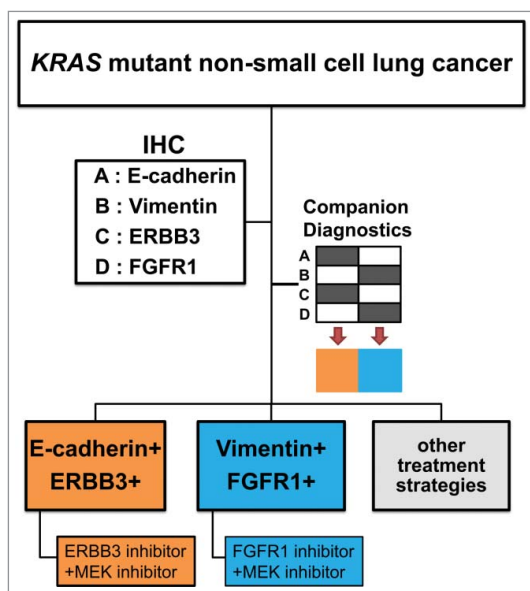 KRAS mutant non-small cell lung cancer
IHC
A : E-cadherin
B : Vimentin
C : ERBB3
D : FGFR1
Companion
Diagnostics
A
B
C
D
E-cadherin+
ERBB3+
Vimentin+
FGFR1+
other
treatment
strategies
ERBB3 inhibitor
+MEK inhibitor
FGFR1 inhibitor
+MEK inhibitor